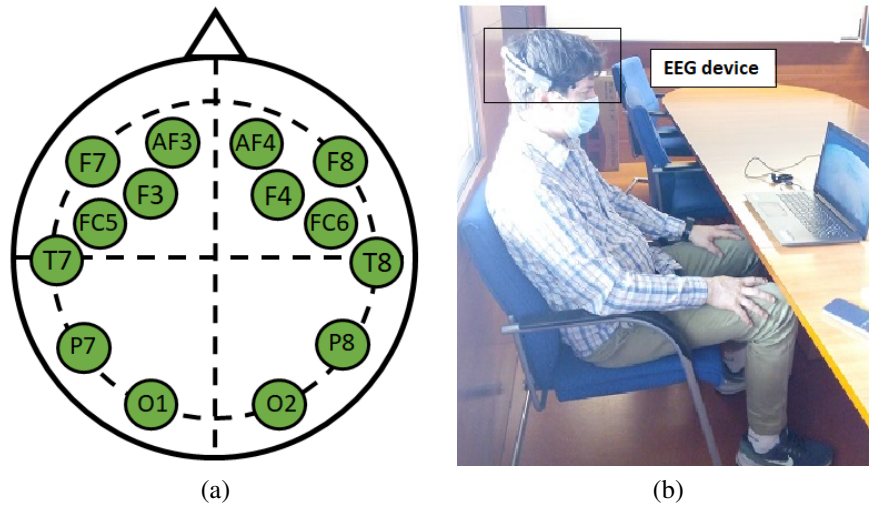 AF3 AF4
F7 F8
F3 F4
FC5 FC6
T7 T8
P7 P8
O1 O2
(a)
EEG device
(b)